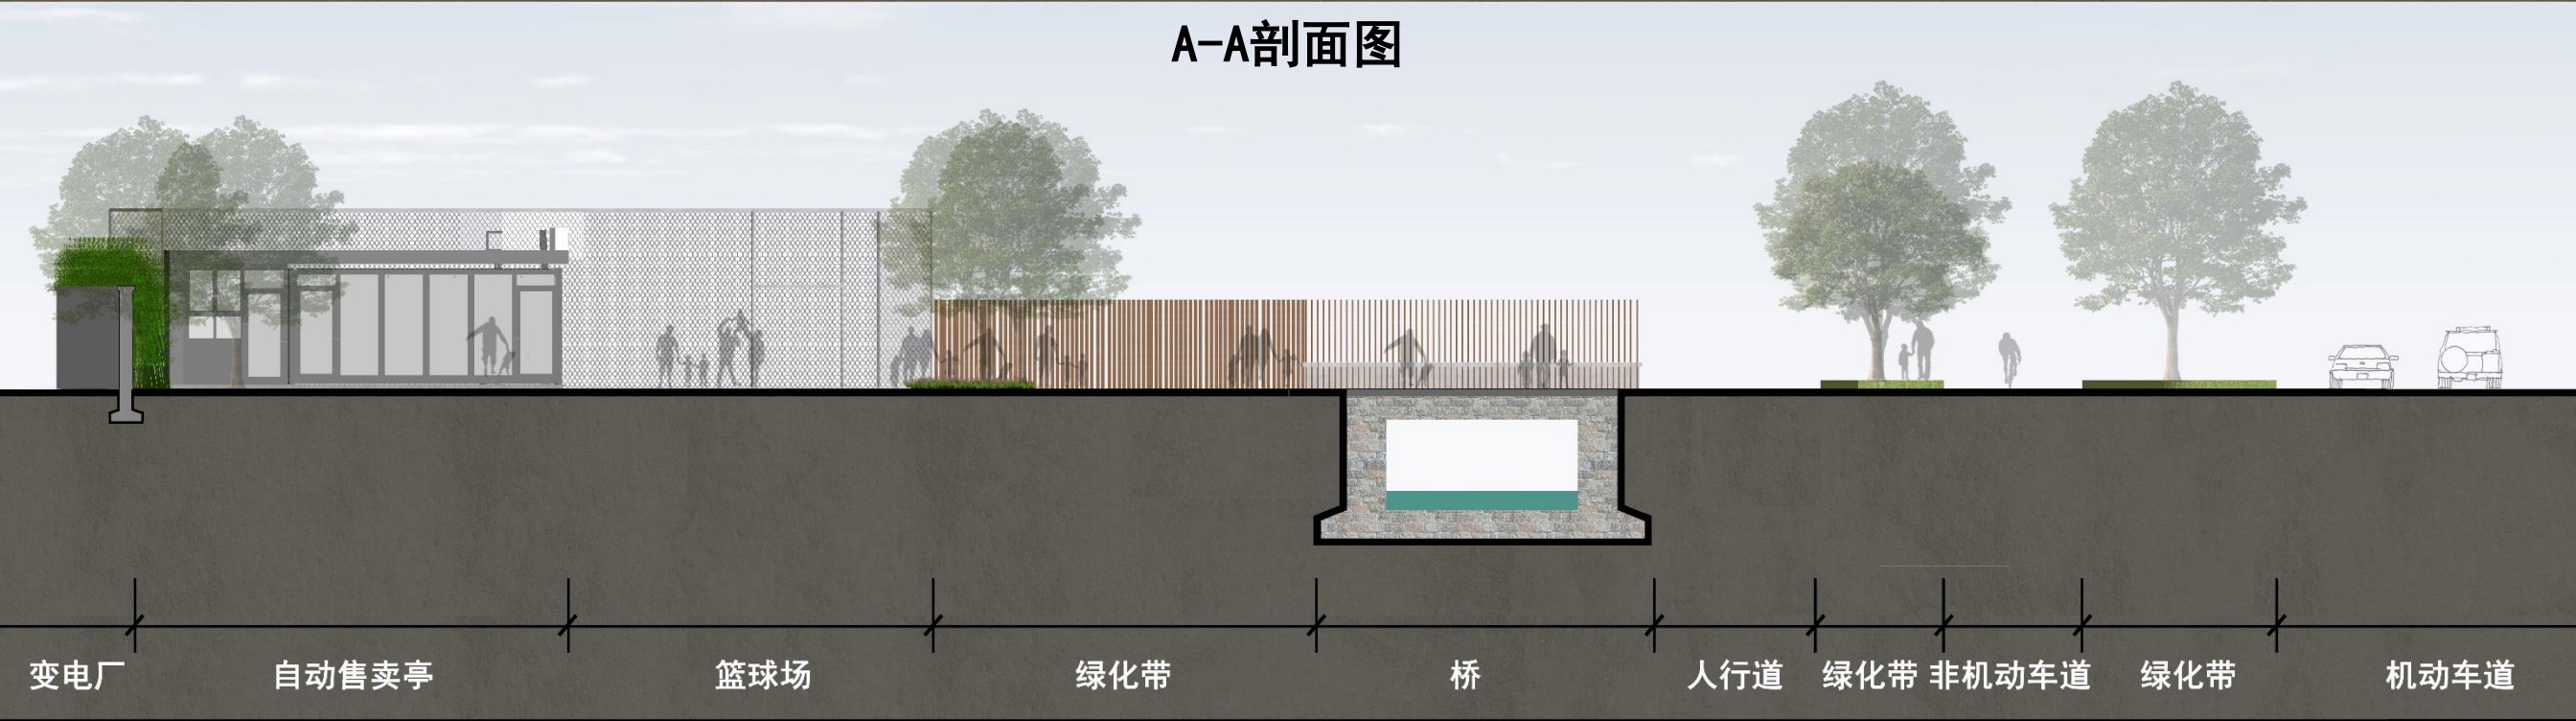 A-A剖面图
变电厂
自动售卖亭
篮球场
绿化带
桥
人行道
绿化带
非机动车道
绿化带
机动车道